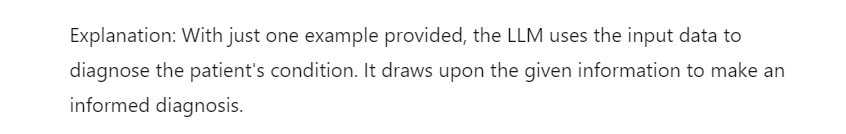 Explanation: With just one example provided, the LLM uses the input data to
diagnose the patient's condition. It draws upon the given information to make an
informed diagnosis.